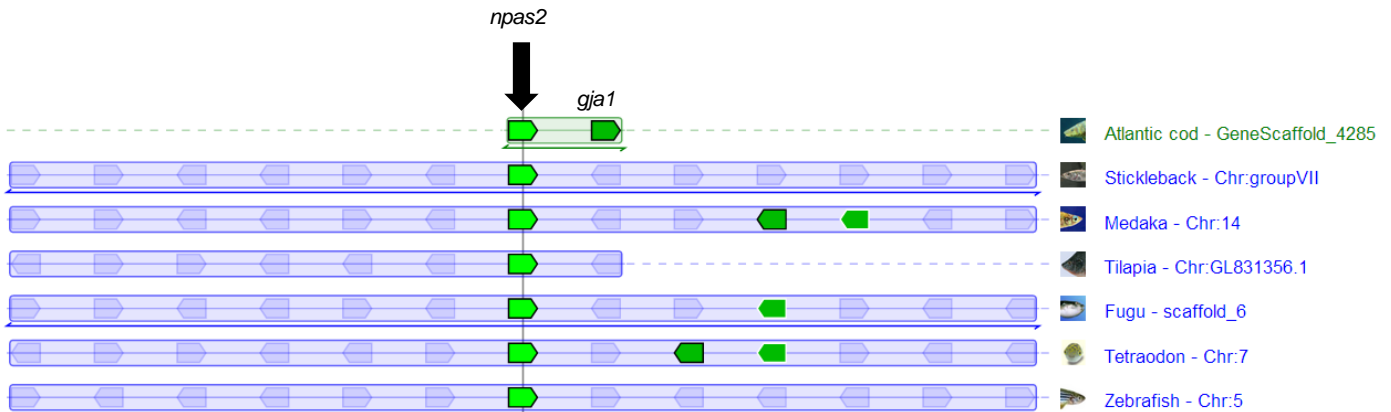 npas2
gja1
Atlantic cod - GeneScaffold_4285
Stickleback - Chr:groupVII
Medaka - Chr:14
Tilapia - Chr:GL831356.1
Fugu - scaffold_6
Tetraodon - Chr:7
Zebrafish - Chr:5